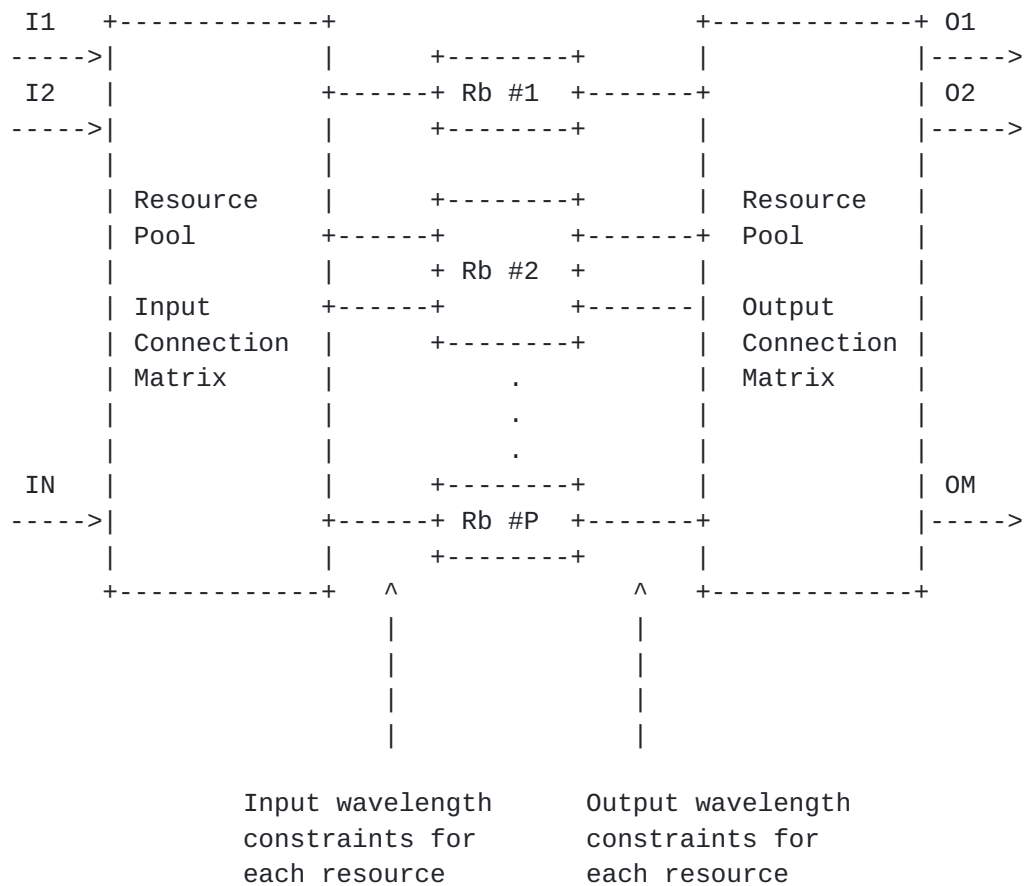 I1   +-------------+                       +-------------+ O1
----->|             |      +--------+       |             |----->
I2   |             +------+ Rb #1  +-------+             | O2
----->|             |      +--------+       |             |----->
|             |                       |             |
| Resource    |      +--------+       |  Resource   |
| Pool        +------+        +-------+  Pool       |
|             |      + Rb #2  +       |             |
| Input       +------+        +-------|  Output     |
| Connection  |      +--------+       |  Connection |
| Matrix      |           .           |  Matrix     |
|             |           .           |             |
|             |           .           |             |
IN   |             |      +--------+       |             | OM
----->|             +------+ Rb #P  +-------+             |----->
|             |      +--------+       |             |
+-------------+   ^               ^   +-------------+
|               |
|               |
|               |
|               |
Input wavelength      Output wavelength
constraints for       constraints for
each resource         each resource